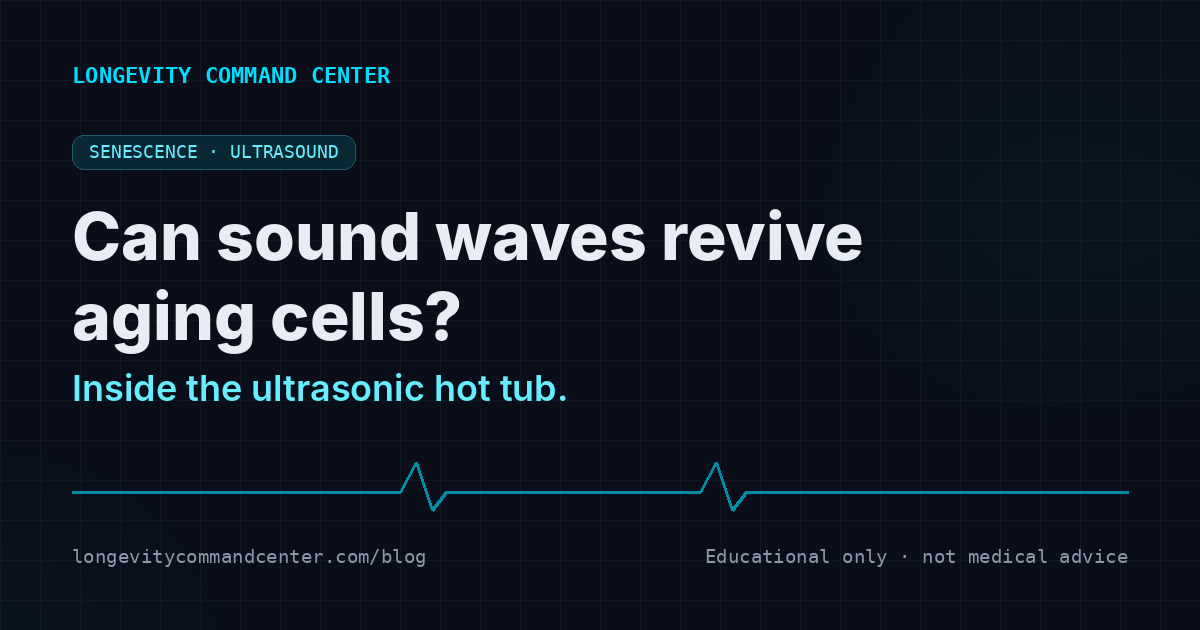 LONGEVITY COMMAND CENTER
SENESCENCE · ULTRASOUND
Can sound waves revive
aging cells?
Inside the ultrasonic hot tub.
longevitycommandcenter.com/blog
Educational only · not medical advice